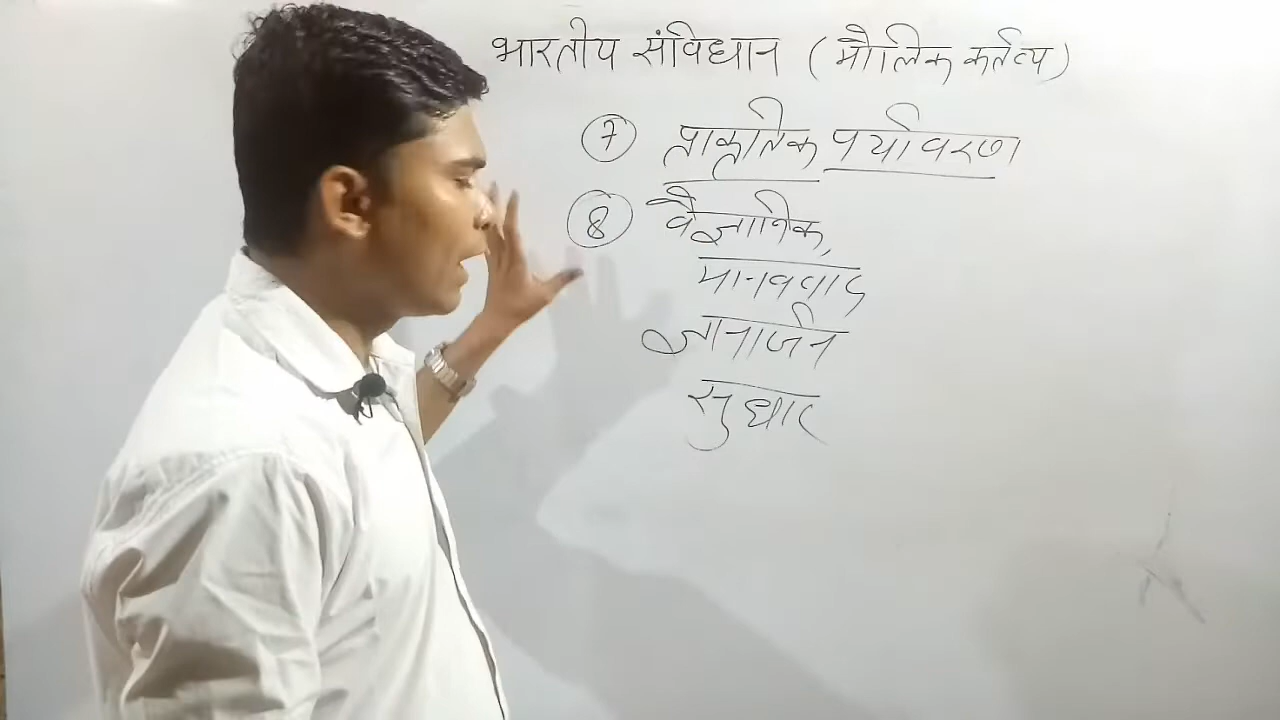 भारतीय संविधान (मौलिक कर्तव्य)
7 प्राकृतिक पर्यावरण
8 वैज्ञानिक,
मानववाद
ज्ञानार्जन
सुधार